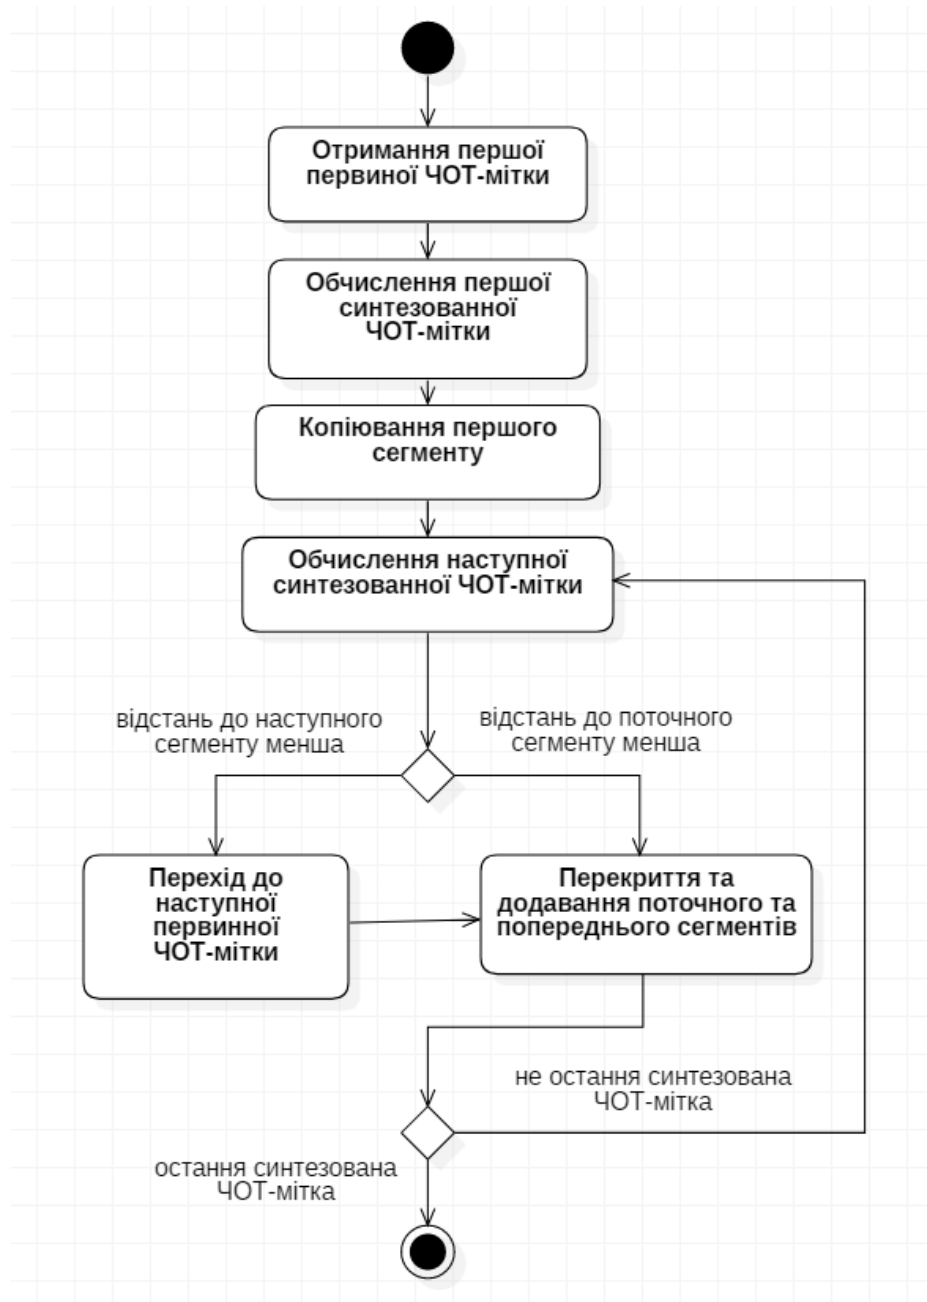 Отримання першої
первиної ЧОТ-мітки
Обчислення першої
синтезованної
ЧОТ-мітки
Копіювання першого
сегменту
Обчислення наступної
синтезованної ЧОТ-мітки
відстань до наступного
сегменту менша
відстань до поточного
сегменту менша
Перехід до
наступної
первинної
ЧОТ-мітки
Перекриття та
додавання поточного та
попереднього сегментів
не остання синтезована
ЧОТ-мітка
остання синтезована
ЧОТ-мітка